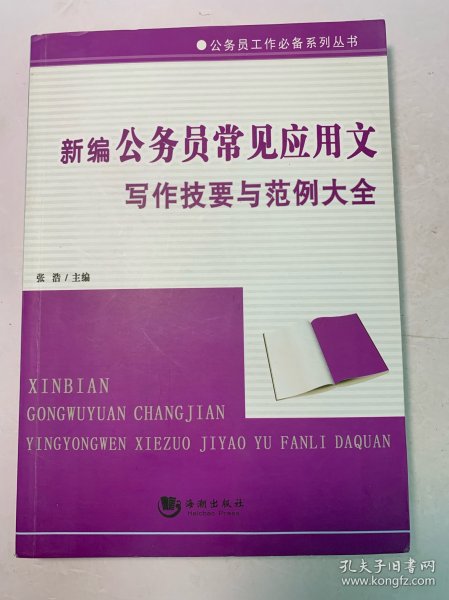 ●公务员工作必备系列丛书
新编 公务员常见应用文
写作技要与范例大全
张 浩 / 主编
XINBIAN
GONGWUYUAN CHANGJIAN
YINGYONGWEN XIEZUO JIYAO YU FANLI DAQUAN
海潮出版社
Haichao Press
孔夫子旧书网
www.kongfz.com